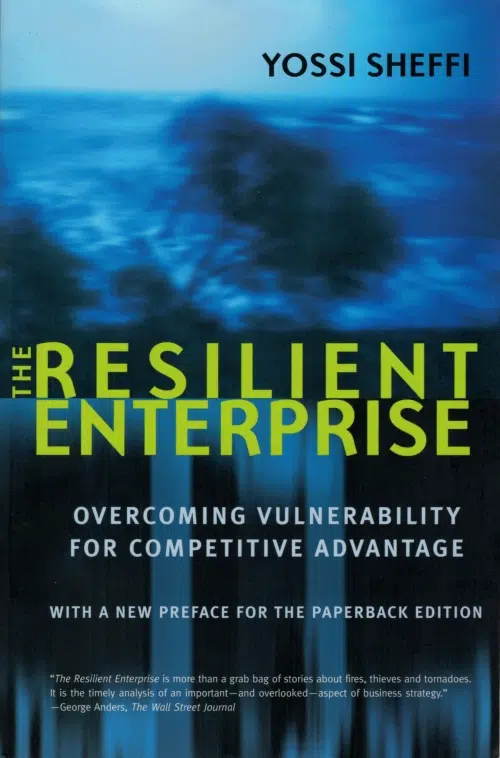 YOSSI SHEFFI
THE RESILIENT
ENTERPRISE
OVERCOMING VULNERABILITY
FOR COMPETITIVE ADVANTAGE
WITH A NEW PREFACE FOR THE PAPERBACK EDITION
“The Resilient Enterprise is more than a grab bag of stories about fires, thieves and tornadoes.
It is the timely analysis of an important—and overlooked—aspect of business strategy.”
—George Anders, The Wall Street Journal